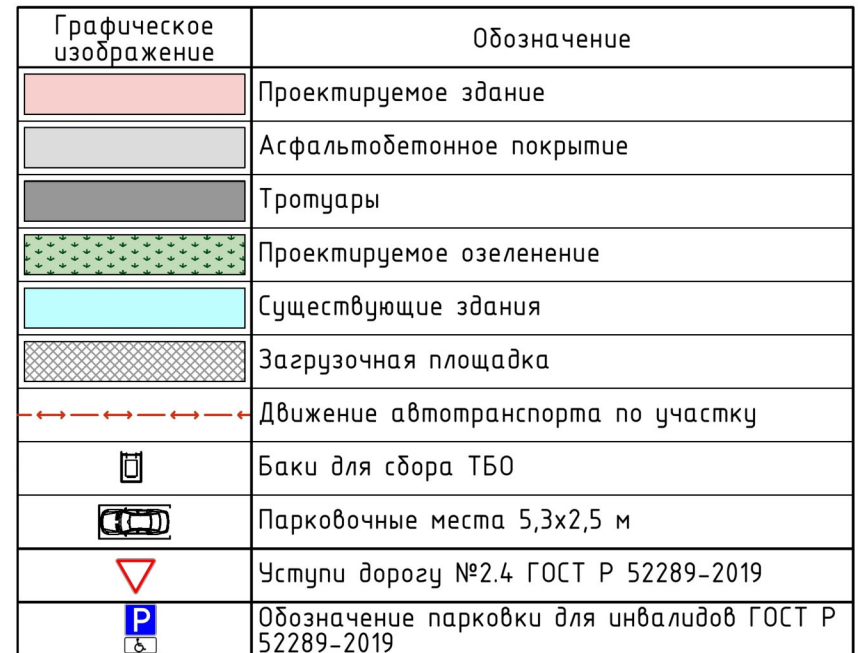 Графическое
изображение
Обозначение
Проектируемое здание
Асфальтобетонное покрытие
Тротуары
Проектируемое озеленение
Существующие здания
Загрузочная площадка
Движение автотранспорта по участку
Баки для сбора ТБО
Парковочные места 5,3х2,5 м
Уступи дорогу №2.4 ГОСТ Р 52289-2019
P
Обозначение парковки для инвалидов ГОСТ Р
52289-2019